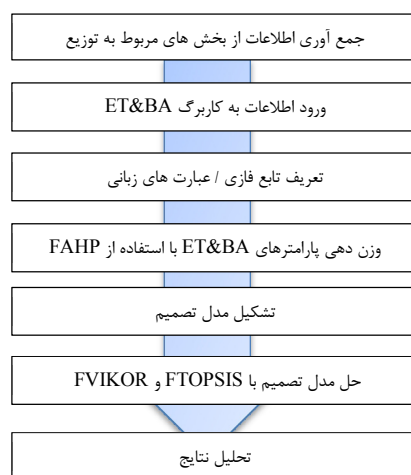 جمع آوری اطلاعات از بخش های مربوط به توزیع
ورود اطلاعات به کاربرگ ET&BA
تعریف تابع فازی / عبارت های زبانی
وزن دهی پارامترهای ET&BA با استفاده از FAHP
تشکیل مدل تصمیم
حل مدل تصمیم با FTOPSIS و FVIKOR
تحلیل نتایج